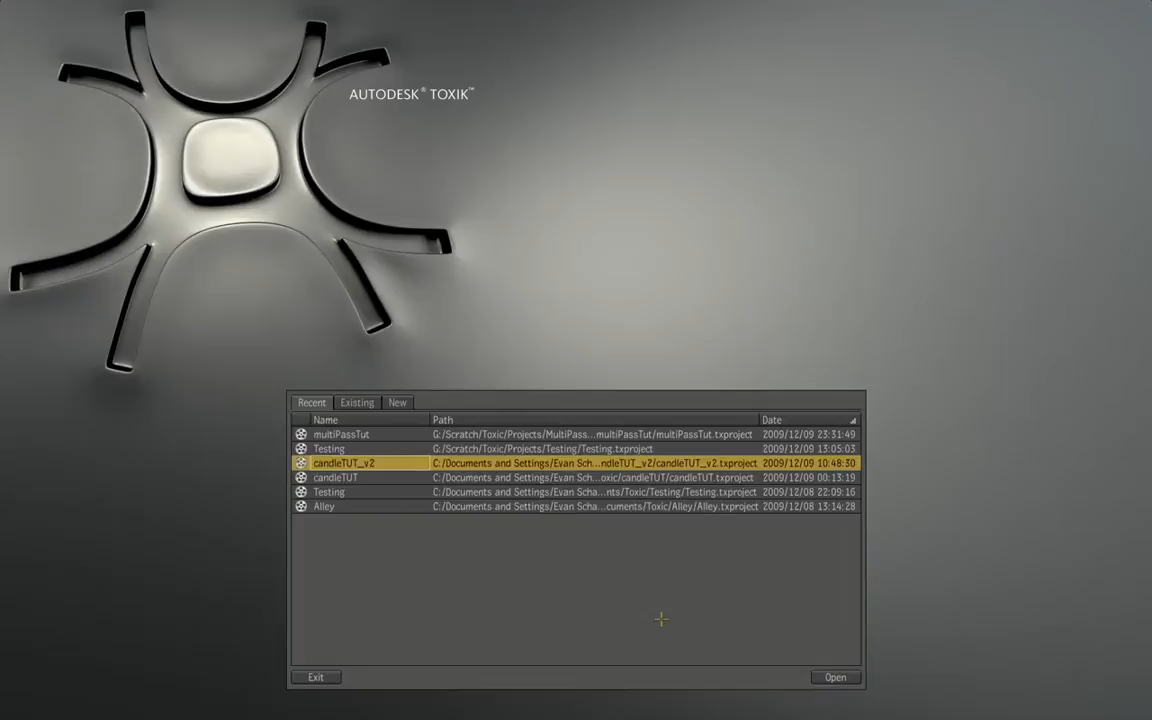 AUTODESK® TOXIK™
Recent Existing New
Name Path Date
multiPassTut G:/Scratch/Toxic/Projects/MultiPass...multiPassTut/multiPassTut.txproject 2009/12/09 23:31:49
Testing G:/Scratch/Toxic/Projects/Testing/Testing.txproject 2009/12/09 13:05:03
candleTUT_v2 C:/Documents and Settings/Evan Sch...ndleTUT_v2/candleTUT_v2.txproject 2009/12/09 10:48:30
candleTUT C:/Documents and Settings/Evan Sch...oxic/candleTUT/candleTUT.txproject 2009/12/09 00:13:19
Testing C:/Documents and Settings/Evan Scha...nts/Toxic/Testing/Testing.txproject 2009/12/08 22:09:16
Alley C:/Documents and Settings/Evan Scha...cuments/Toxic/Alley/Alley.txproject 2009/12/08 13:14:28
Exit Open